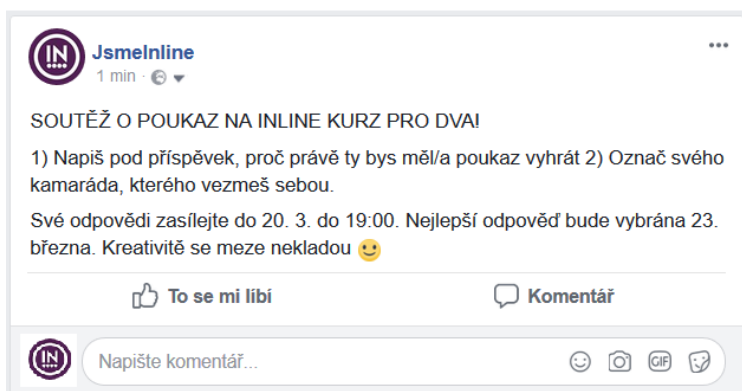 IN
JsmeInline
1 min ·
SOUTĚŽ O POUKAZ NA INLINE KURZ PRO DVA!
1) Napiš pod příspěvek, proč právě ty bys měl/a poukaz vyhrát 2) Označ svého
kamaráda, kterého vezmeš sebou.
Své odpovědi zasílejte do 20. 3. do 19:00. Nejlepší odpověď bude vybrána 23.
března. Kreativitě se meze nekladou 🙂
To se mi líbí Komentář
IN Napište komentář... GIF